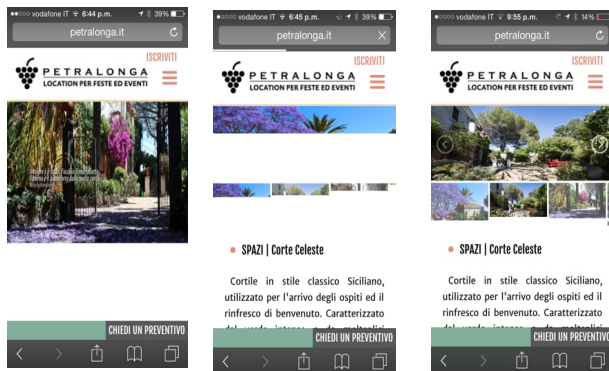 vodafone IT 6:44 p.m. 39%
petralonga.it
ISCRIVITI
PETRALONGA
LOCATION PER FESTE ED EVENTI
CHIEDI UN PREVENTIVO
vodafone IT 6:45 p.m. 39%
petralonga.it
ISCRIVITI
PETRALONGA
LOCATION PER FESTE ED EVENTI
SPAZI | Corte Celeste
Cortile in stile classico Siciliano,
utilizzato per l'arrivo degli ospiti ed il
rinfresco di benvenuto. Caratterizzato
CHIEDI UN PREVENTIVO
vodafone IT 9:55 p.m. 14%
petralonga.it
ISCRIVITI
PETRALONGA
LOCATION PER FESTE ED EVENTI
SPAZI | Corte Celeste
Cortile in stile classico Siciliano,
utilizzato per l'arrivo degli ospiti ed il
rinfresco di benvenuto. Caratterizzato
CHIEDI UN PREVENTIVO